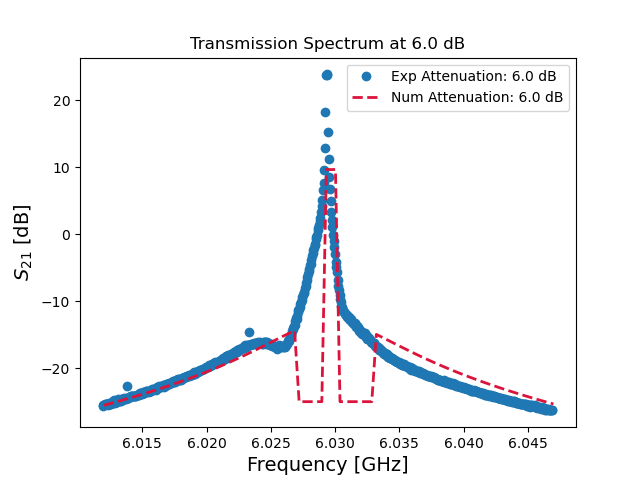 Transmission Spectrum at 6.0 dB
Exp Attenuation: 6.0 dB
Num Attenuation: 6.0 dB
S₂₁ [dB]
20
10
0
−10
−20
6.015 6.020 6.025 6.030 6.035 6.040 6.045
Frequency [GHz]